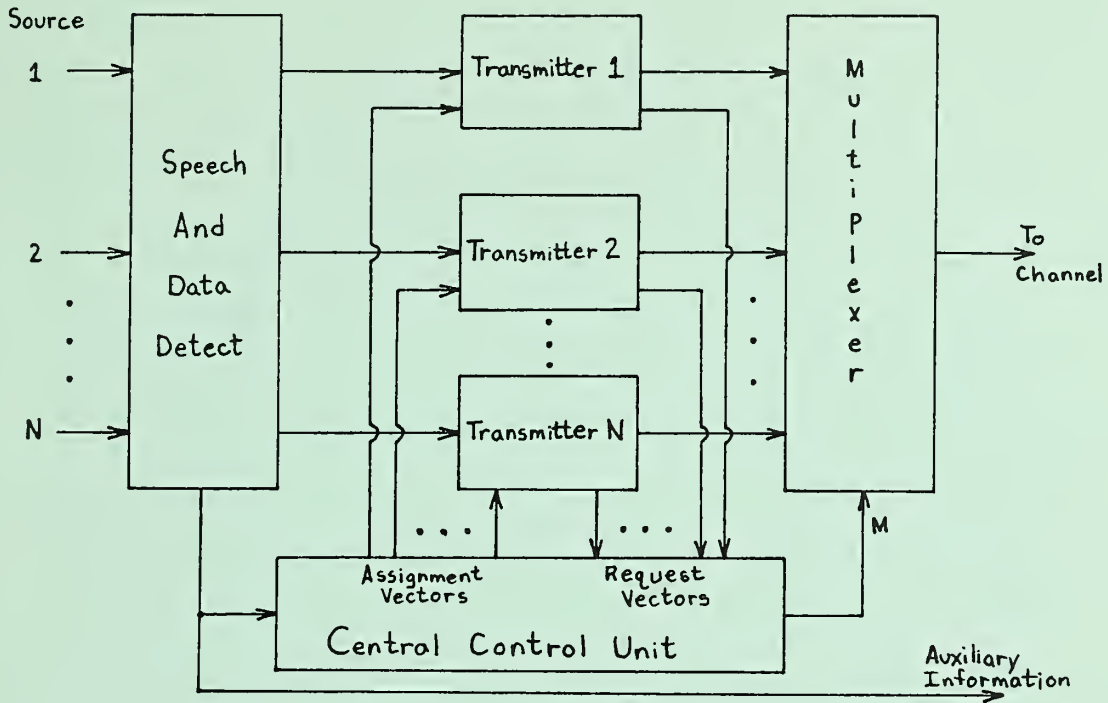 Source
1
2
N
Speech
And
Data
Detect
Transmitter 1
Transmitter 2
Transmitter N
Multiplexer
To
Channel
M
Assignment
Vectors
Request
Vectors
Central Control Unit
Auxiliary
Information